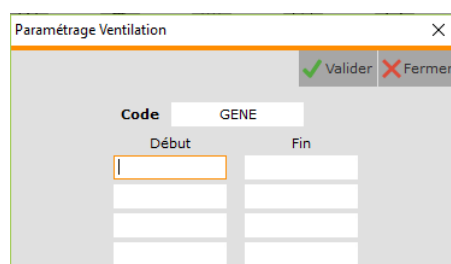 Paramétrage Ventilation
Valider Fermer
Code GENE
Début Fin